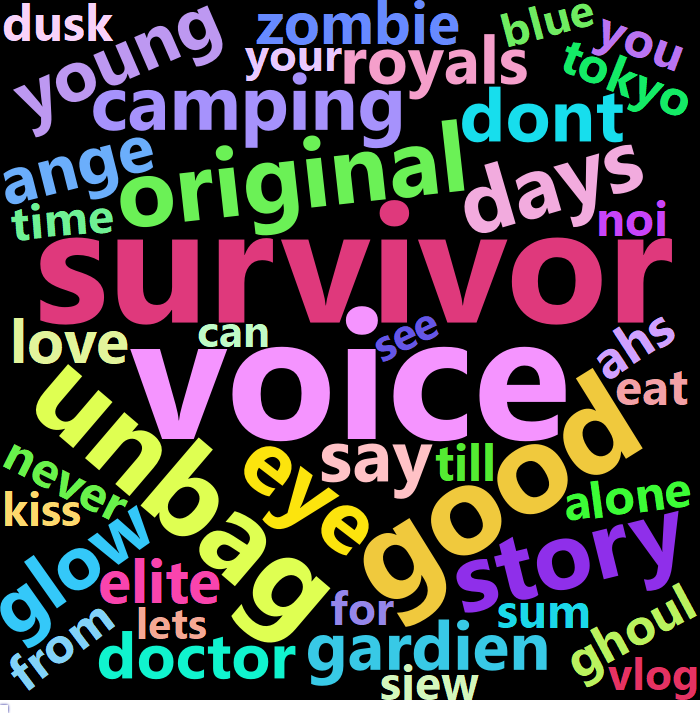 dusk
young
zombie
blue
you
your
royals
tokyo
camping
dont
ange
original
days
time
noi
survivor
love
can
see
ahs
voice
eat
unbag
good
say
till
eye
never
kiss
alone
glow
story
elite
for
sum
from
lets
doctor
gardien
ghoul
siew
vlog